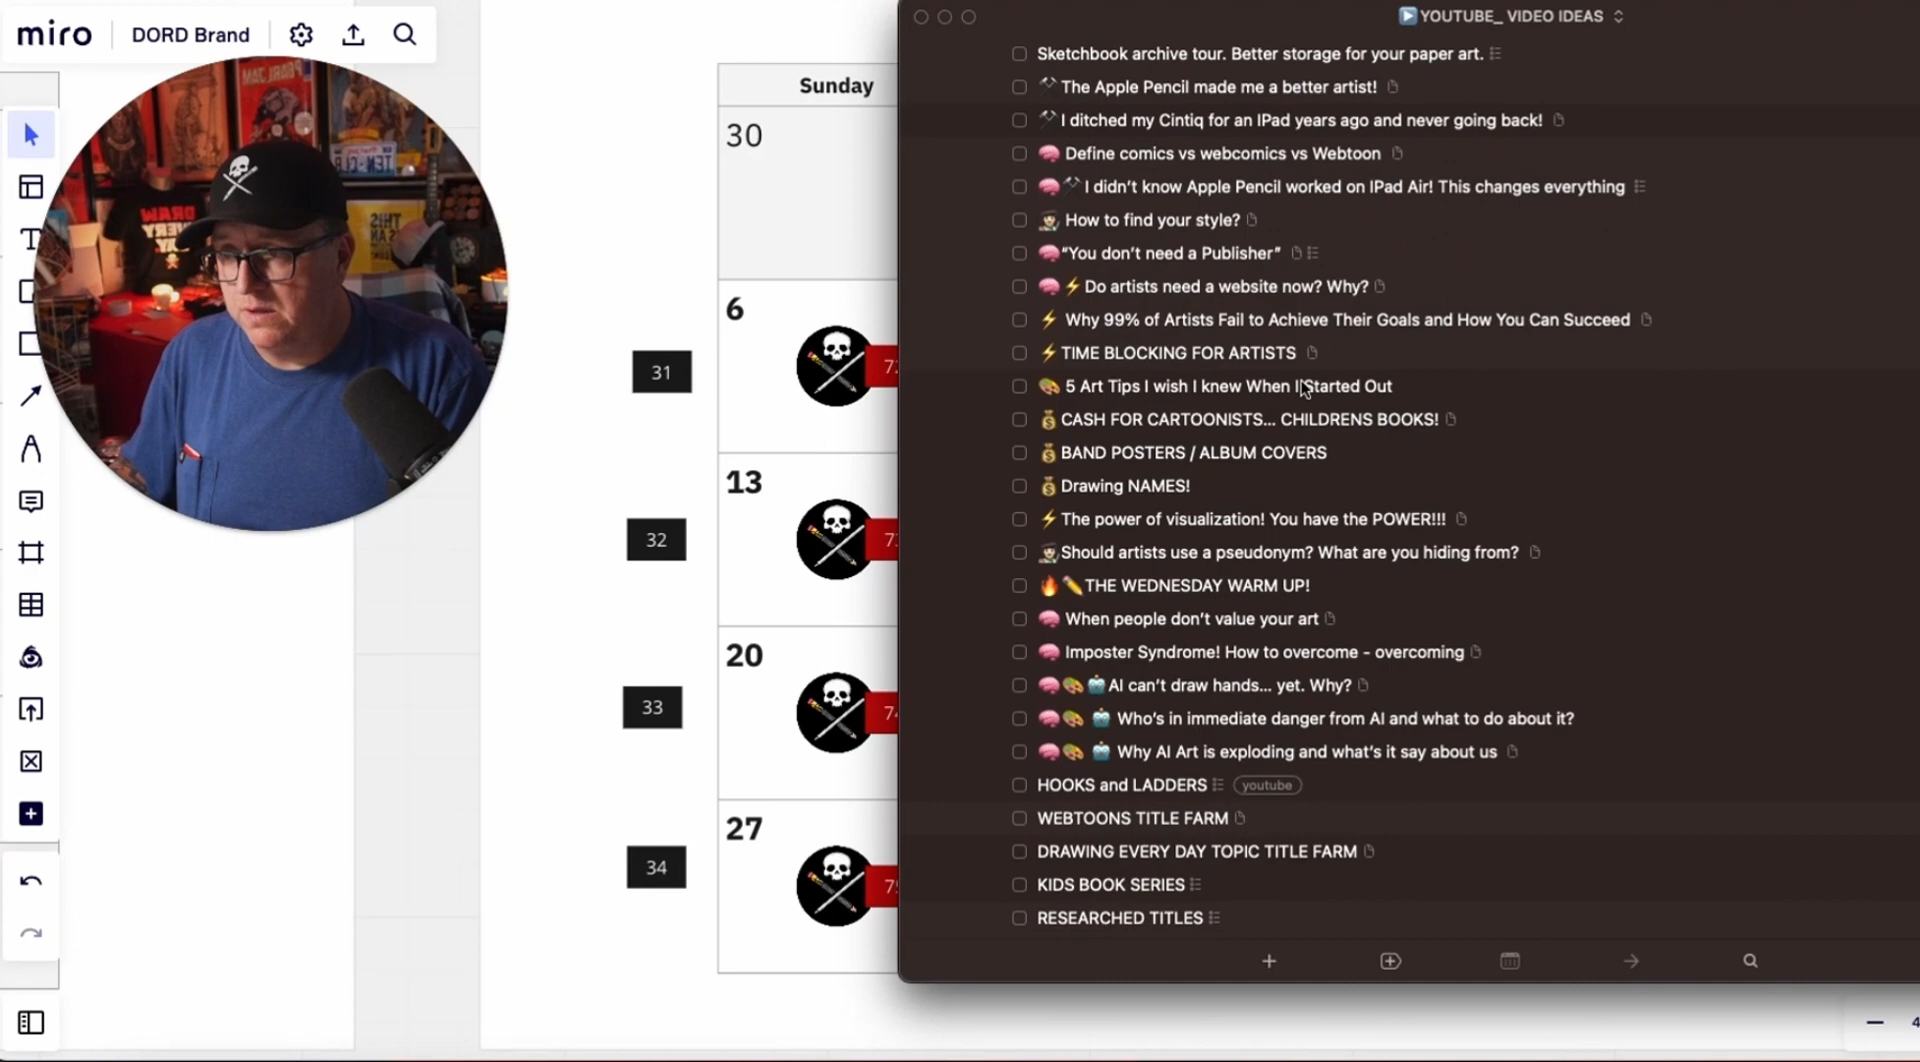 miro
DORD Brand
YOUTUBE_ VIDEO IDEAS
Sunday
30
6
13
20
27
31
32
33
34
Sketchbook archive tour. Better storage for your paper art.
The Apple Pencil made me a better artist!
I ditched my Cintiq for an IPad years ago and never going back!
🧠 Define comics vs webcomics vs Webtoon
🧠 I didn’t know Apple Pencil worked on IPad Air! This changes everything
How to find your style?
🧠“You don’t need a Publisher”
🧠⚡ Do artists need a website now? Why?
⚡ Why 99% of Artists Fail to Achieve Their Goals and How You Can Succeed
⚡TIME BLOCKING FOR ARTISTS
🎨 5 Art Tips I wish I knew When I Started Out
💰CASH FOR CARTOONISTS... CHILDRENS BOOKS!
💰BAND POSTERS / ALBUM COVERS
💰Drawing NAMES!
⚡The power of visualization! You have the POWER!!!
Should artists use a pseudonym? What are you hiding from?
🔥✏️THE WEDNESDAY WARM UP!
🧠 When people don’t value your art
🧠 Imposter Syndrome! How to overcome - overcoming
🧠🎨🤖AI can’t draw hands... yet. Why?
🧠🎨 🤖 Who’s in immediate danger from AI and what to do about it?
🧠🎨 🤖 Why AI Art is exploding and what’s it say about us
HOOKS and LADDERS youtube
WEBTOONS TITLE FARM
DRAWING EVERY DAY TOPIC TITLE FARM
KIDS BOOK SERIES
RESEARCHED TITLES